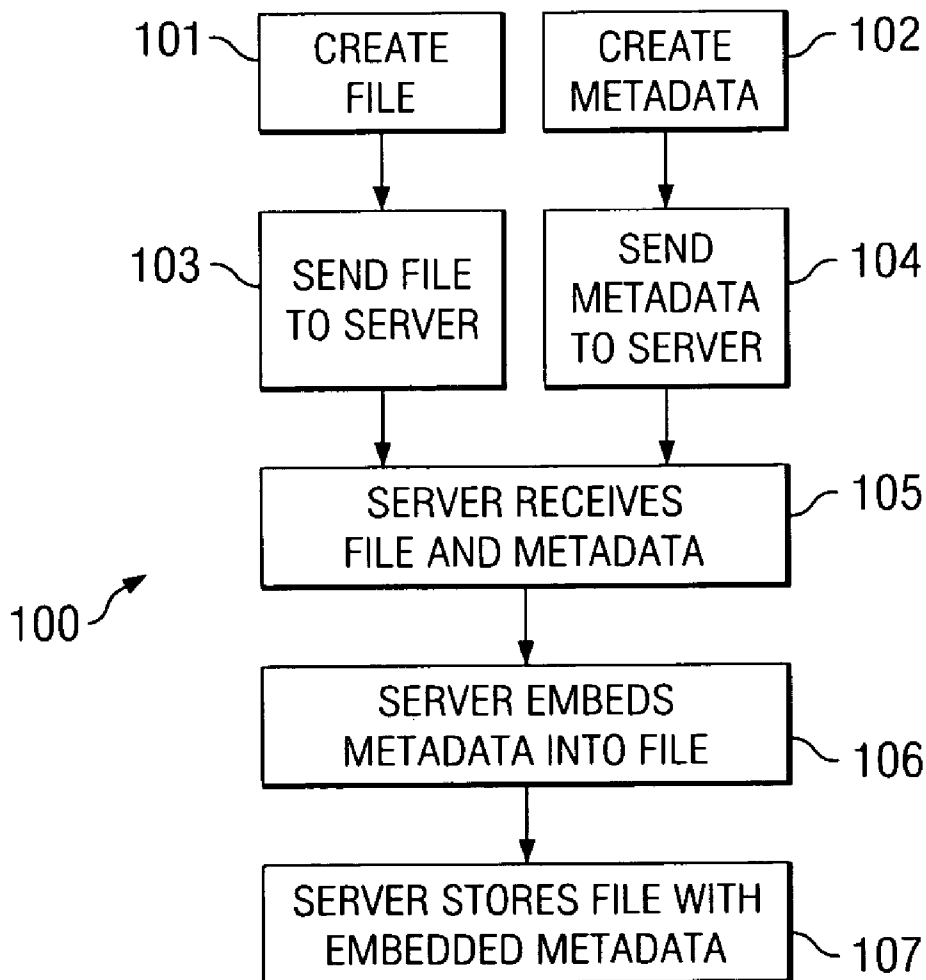 101
CREATE
FILE
CREATE
METADATA
102
103
SEND FILE
TO SERVER
SEND
METADATA
TO SERVER
104
SERVER RECEIVES
FILE AND METADATA
105
100
SERVER EMBEDS
METADATA INTO FILE
106
SERVER STORES FILE WITH
EMBEDDED METADATA
107